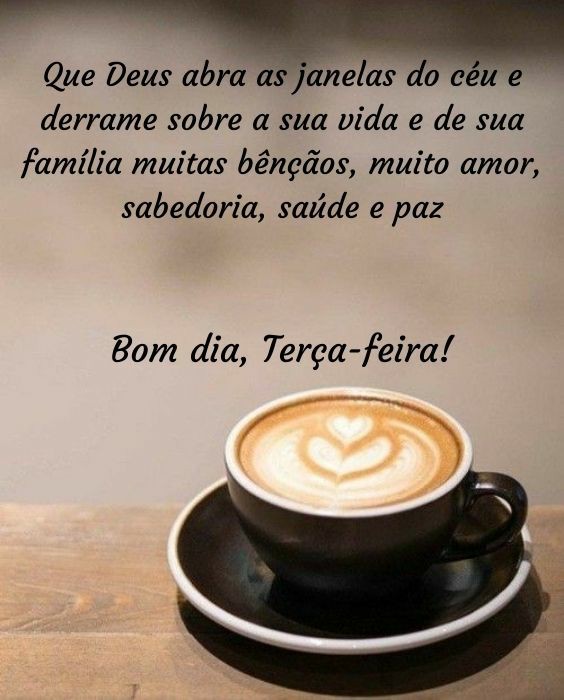 Que Deus abra as janelas do céu e
derrame sobre a sua vida e de sua
família muitas bênçãos, muito amor,
sabedoria, saúde e paz
Bom dia, Terça-feira!